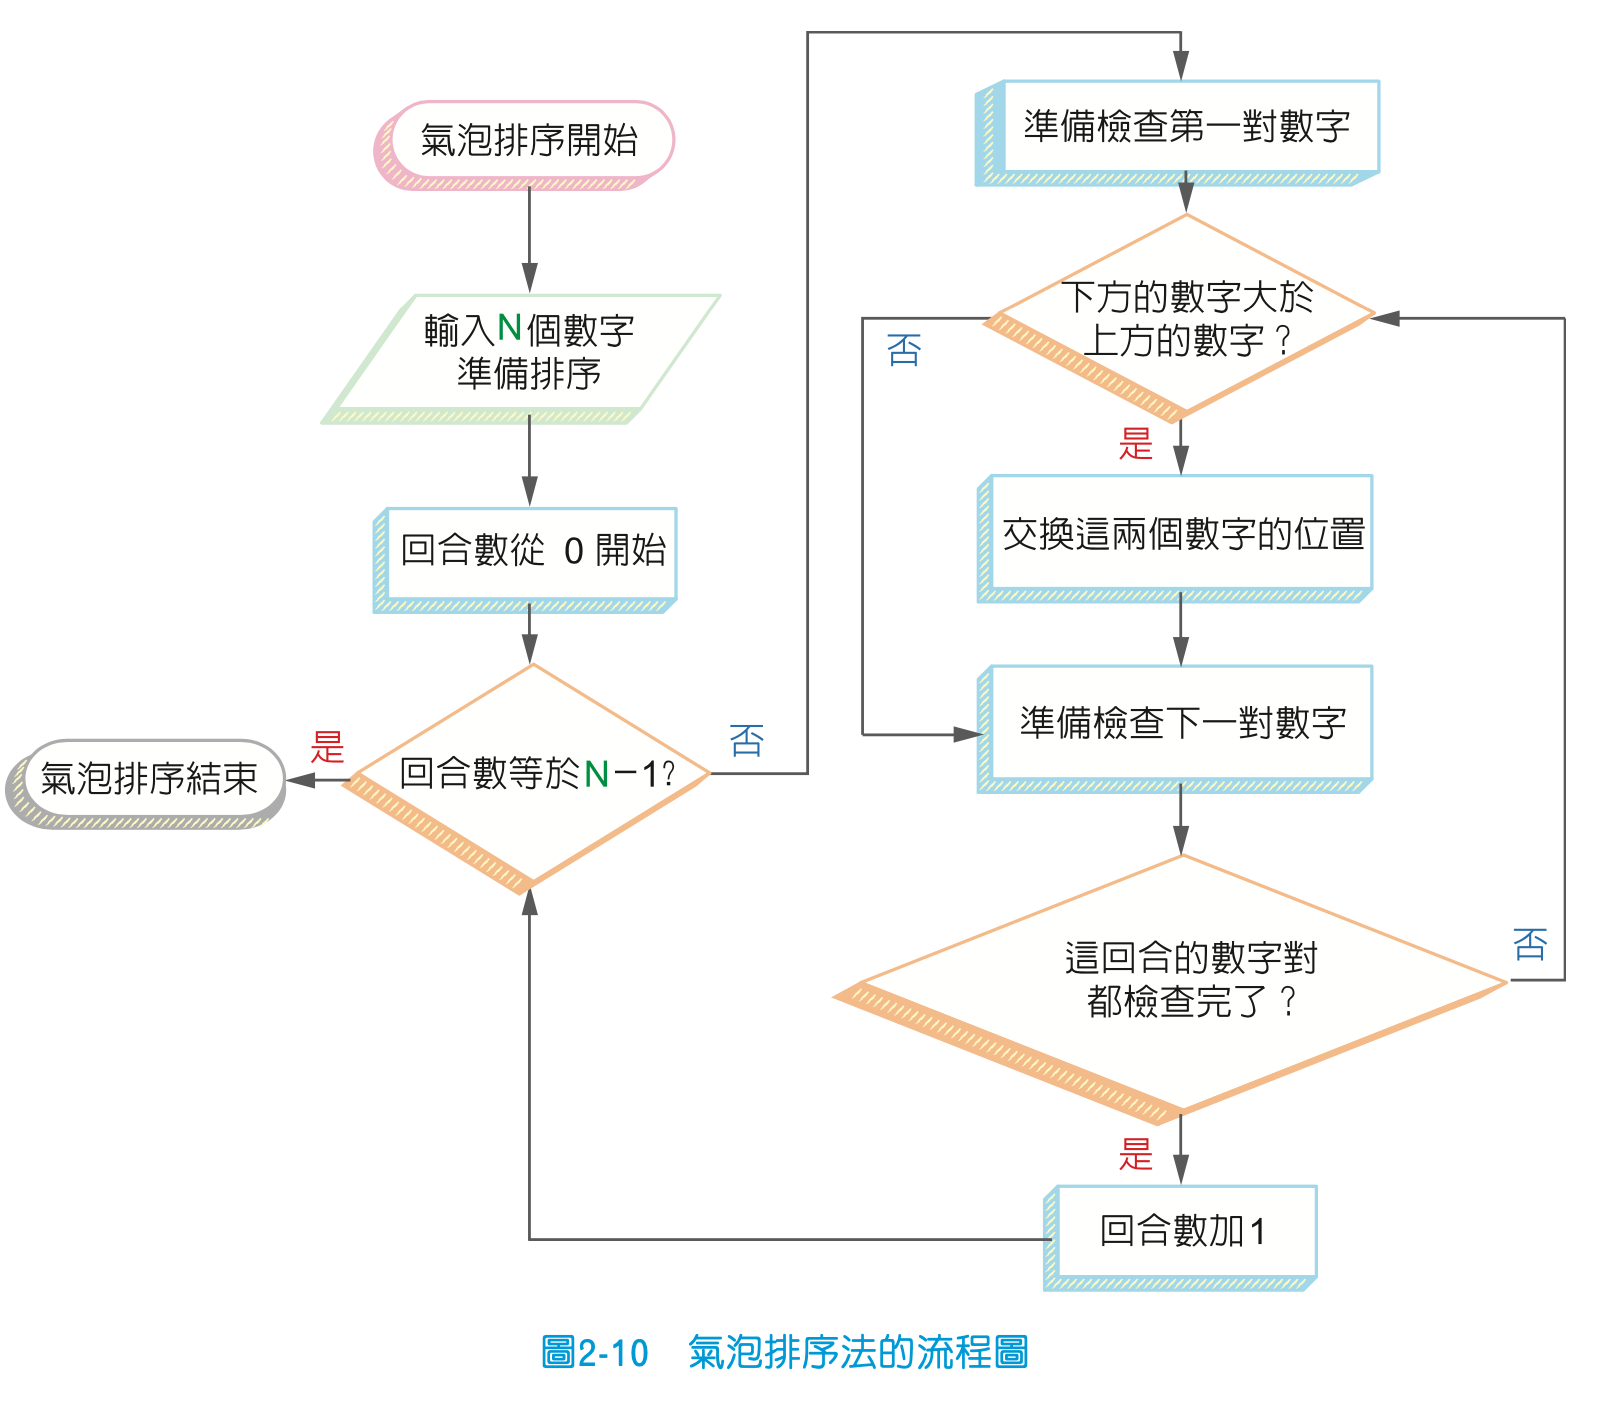 氣泡排序開始
輸入N個數字
準備排序
回合數從 0 開始
回合數等於N−1?
是
否
氣泡排序結束
準備檢查第一對數字
下方的數字大於
上方的數字？
否
是
交換這兩個數字的位置
準備檢查下一對數字
這回合的數字對
都檢查完了？
否
是
回合數加1
圖2-10　氣泡排序法的流程圖